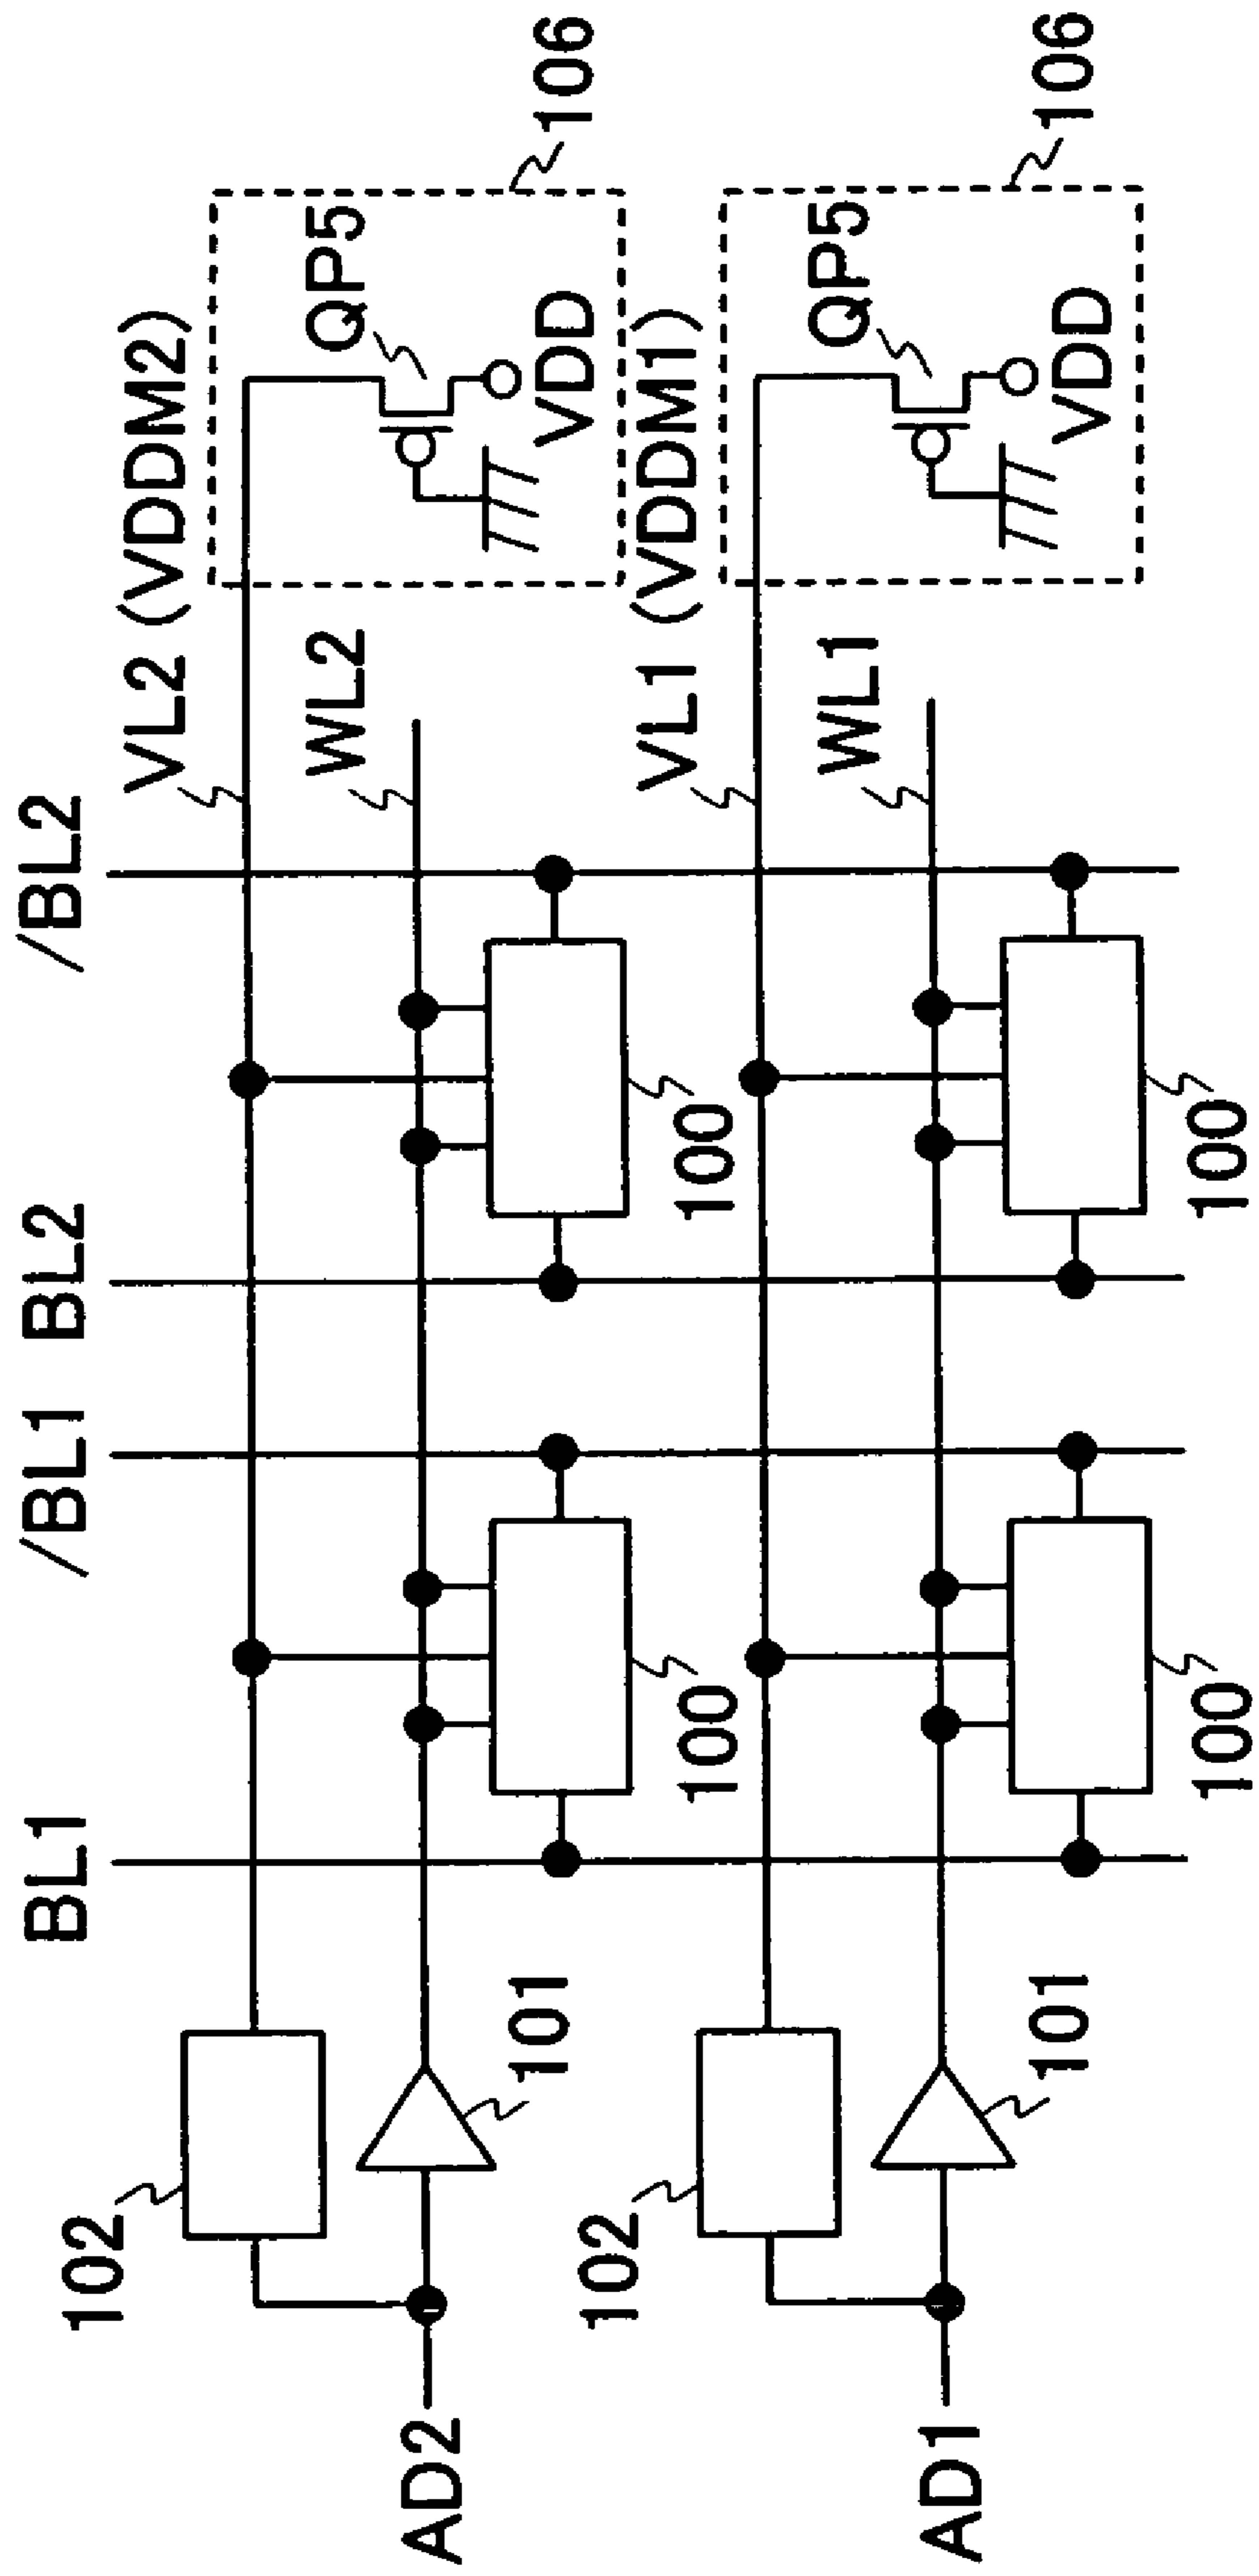 BL1
/BL1
BL2
/BL2
102
VL2 (VDDM2)
106
QP5
VDD
WL2
AD2
101
100
100
102
VL1 (VDDM1)
106
QP5
VDD
WL1
AD1
101
100
100